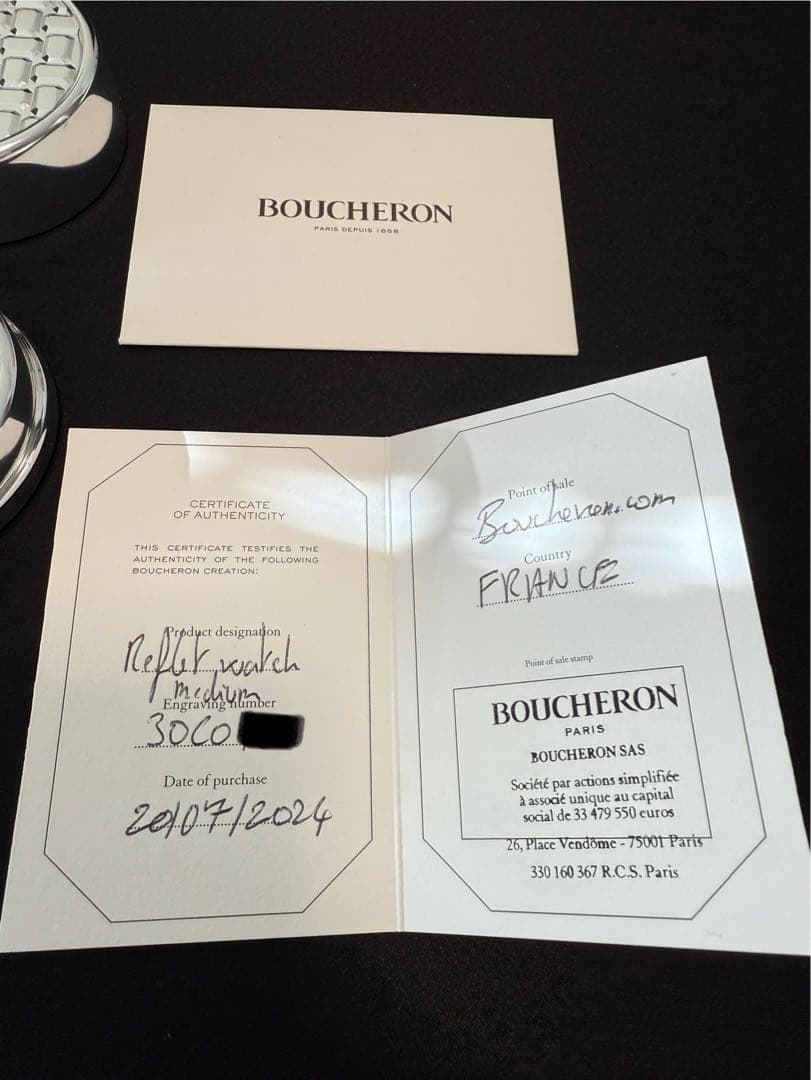 BOUCHERON
PARIS DEPUIS 1858
CERTIFICATE
OF AUTHENTICITY
THIS CERTIFICATE TESTIFIES THE
AUTHENTICITY OF THE FOLLOWING
BOUCHERON CREATION:
Product designation
Reflet watch
medium
Engraving number
30C0
Date of purchase
20/07/2024
Point of sale
Boucheron.com
Country
FRANCE
Point of sale stamp
BOUCHERON
PARIS
BOUCHERON SAS
Société par actions simplifiée
à associé unique au capital
social de 33 479 550 euros
26, Place Vendôme - 75001 Paris
330 160 367 R.C.S. Paris